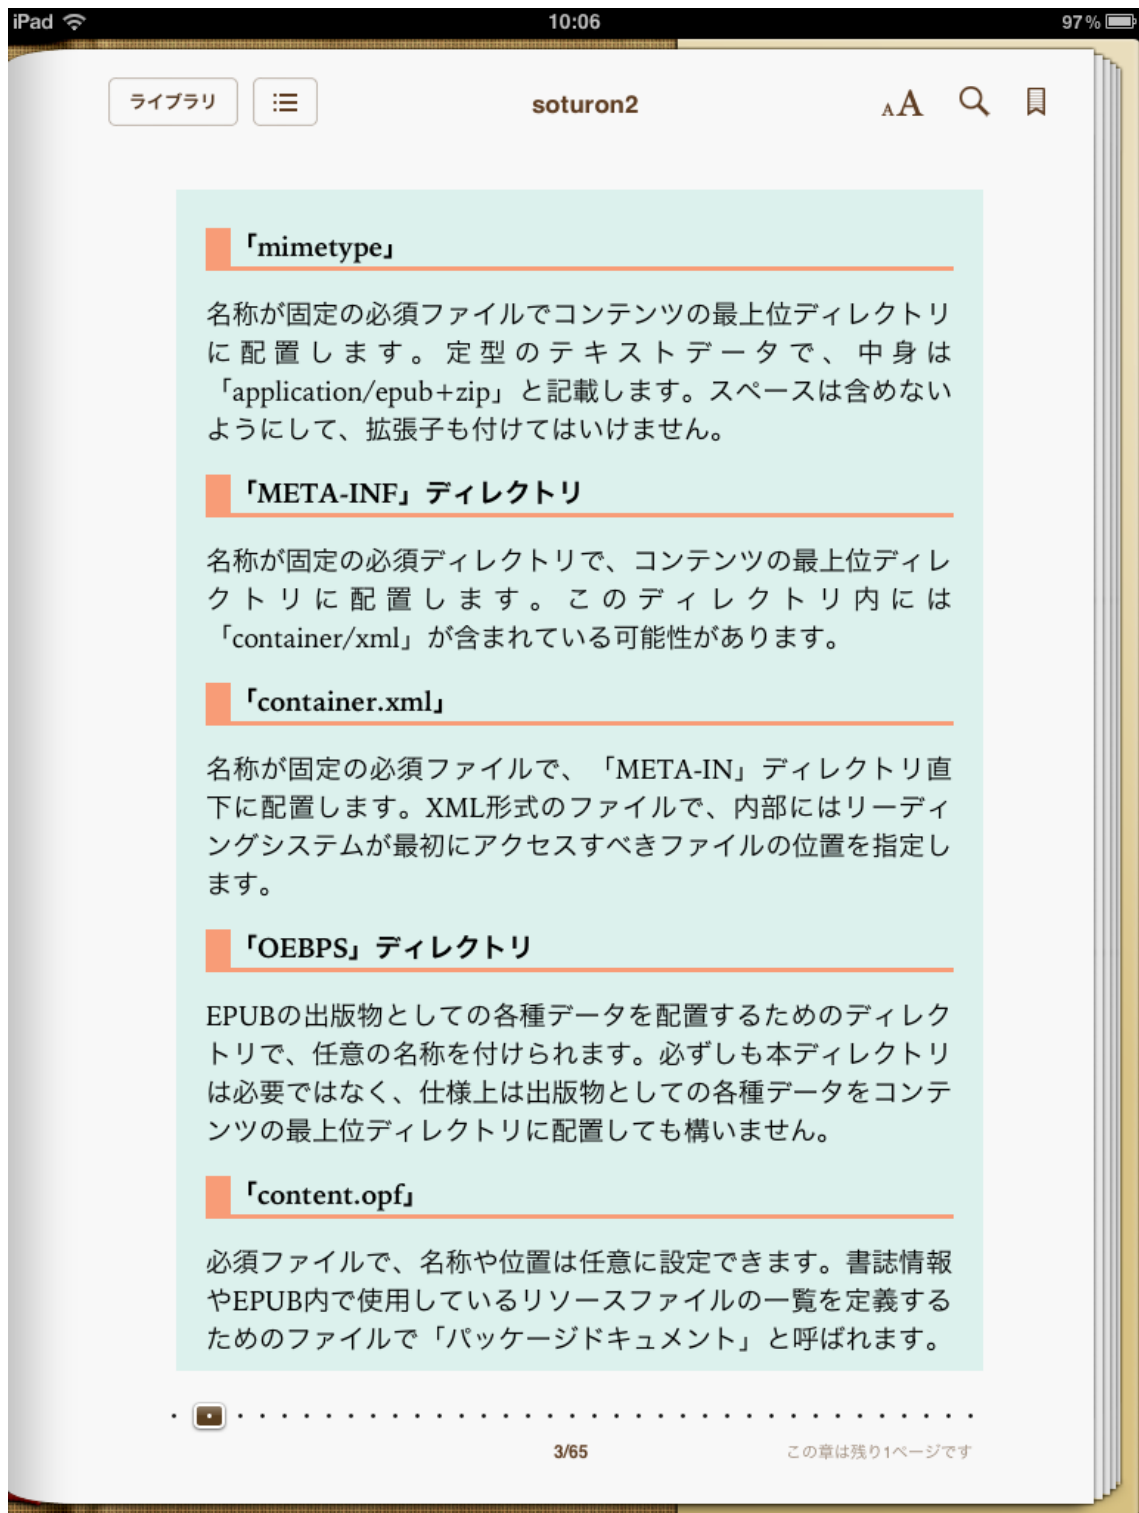 iPad 10:06 97%
ライブラリ soturon2 AA
「mimetype」
名称が固定の必須ファイルでコンテンツの最上位ディレクトリ
に配置します。定型のテキストデータで、中身は
「application/epub+zip」と記載します。スペースは含めない
ようにして、拡張子も付けてはいけません。
「META-INF」ディレクトリ
名称が固定の必須ディレクトリで、コンテンツの最上位ディレ
クトリに配置します。このディレクトリ内には
「container/xml」が含まれている可能性があります。
「container.xml」
名称が固定の必須ファイルで、「META-IN」ディレクトリ直
下に配置します。XML形式のファイルで、内部にはリーディ
ングシステムが最初にアクセスすべきファイルの位置を指定し
ます。
「OEBPS」ディレクトリ
EPUBの出版物としての各種データを配置するためのディレク
トリで、任意の名称を付けられます。必ずしも本ディレクトリ
は必要ではなく、仕様上は出版物としての各種データをコンテ
ンツの最上位ディレクトリに配置しても構いません。
「content.opf」
必須ファイルで、名称や位置は任意に設定できます。書誌情報
やEPUB内で使用しているリソースファイルの一覧を定義する
ためのファイルで「パッケージドキュメント」と呼ばれます。
3/65 この章は残り1ページです